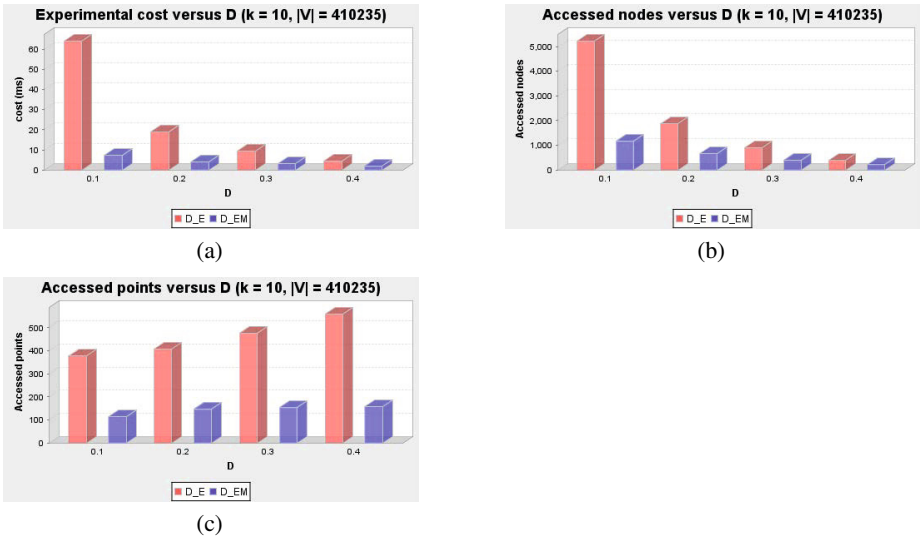 Experimental cost versus D (k = 10, |V| = 410235)
cost (ms)
60
50
40
30
20
10
0
0.1 0.2 0.3 0.4
D
D_E D_EM
(a)
Accessed nodes versus D (k = 10, |V| = 410235)
Accessed nodes
5,000
4,000
3,000
2,000
1,000
0
0.1 0.2 0.3 0.4
D
D_E D_EM
(b)
Accessed points versus D (k = 10, |V| = 410235)
Accessed points
500
400
300
200
100
0
0.1 0.2 0.3 0.4
D
D_E D_EM
(c)